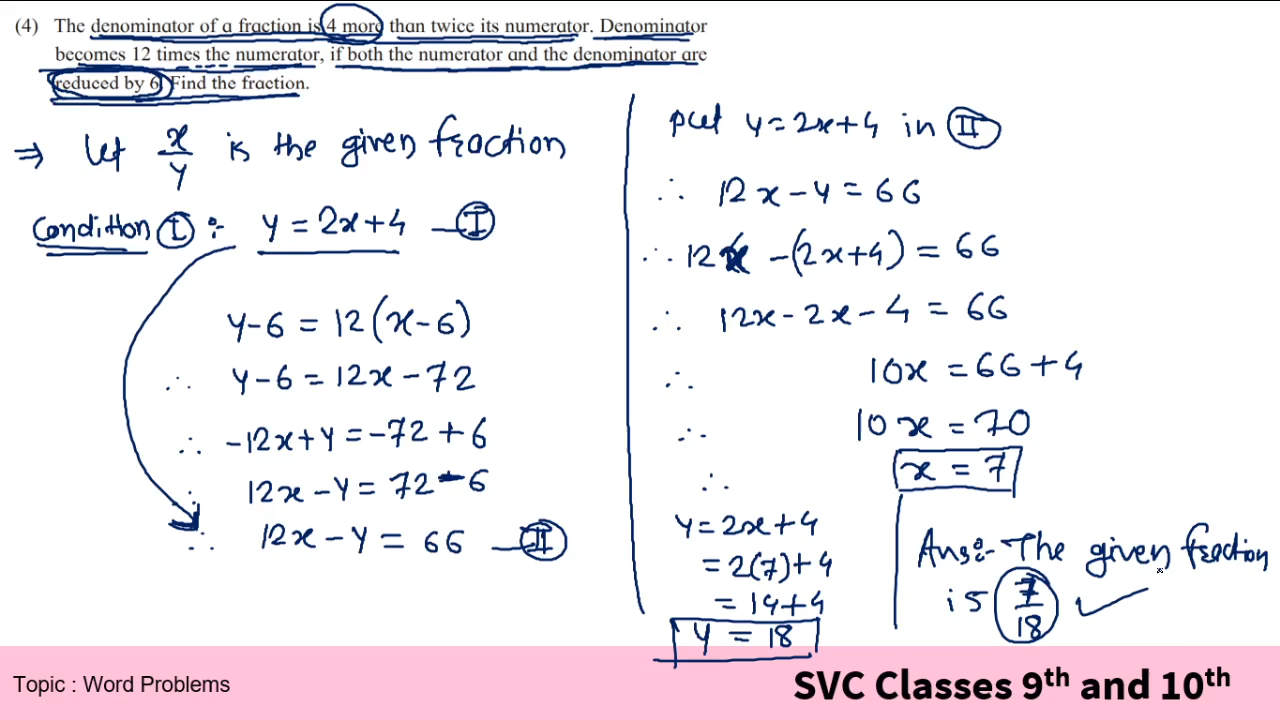 (4) The denominator of a fraction is 4 more than twice its numerator. Denominator
becomes 12 times the numerator, if both the numerator and the denominator are
reduced by 6. Find the fraction.
⇒ Let x/y is the given fraction
Condition I :- y = 2x+4 — I
y-6 = 12(x-6)
∴ y-6 = 12x-72
∴ -12x+y = -72+6
∴ 12x-y = 72-6
∴ 12x-y = 66 — II
put y=2x+4 in II
∴ 12x-y = 66
∴ 12x-(2x+4) = 66
∴ 12x-2x-4 = 66
∴ 10x = 66+4
∴ 10x = 70
∴ x = 7
y = 2x+4
= 2(7)+4
= 14+4
y = 18
Ans:- The given fraction
is 7/18 ✓
Topic : Word Problems
SVC Classes 9th and 10th